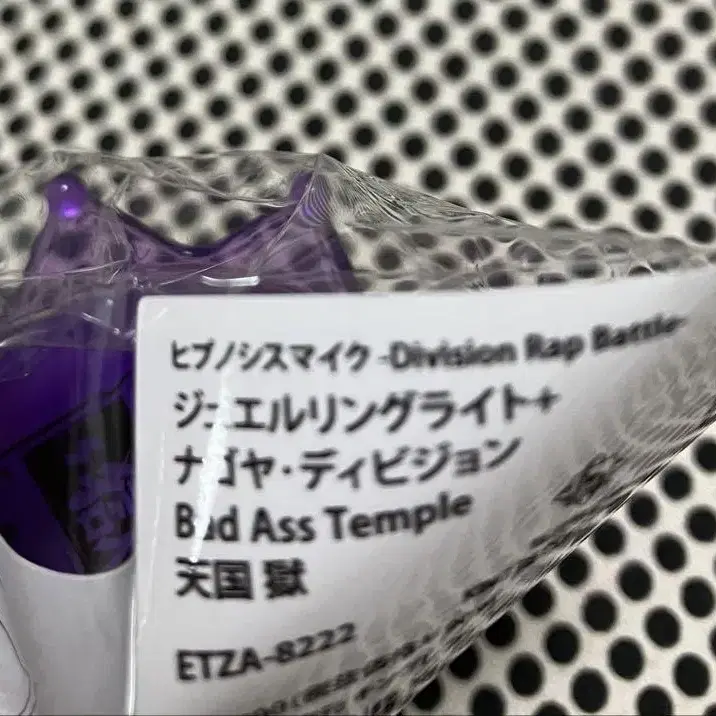 ヒプノシスマイク -Division Rap Battle-
ジュエルリングライト+
ナゴヤ・ディビジョン
Bad Ass Temple
天国 獄
ETZA-8222